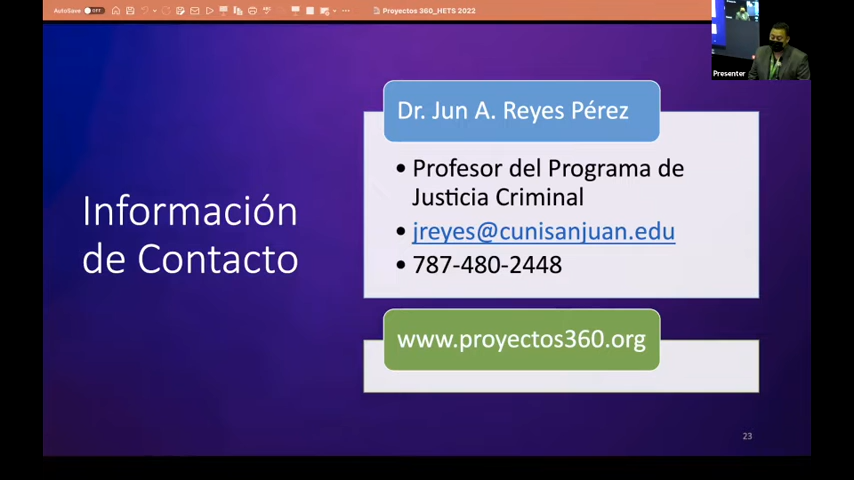 AutoSave OFF
Proyectos 360_HETS 2022
Presenter
Información
de Contacto
Dr. Jun A. Reyes Pérez
• Profesor del Programa de
Justicia Criminal
• jreyes@cunisanjuan.edu
• 787-480-2448
www.proyectos360.org
23